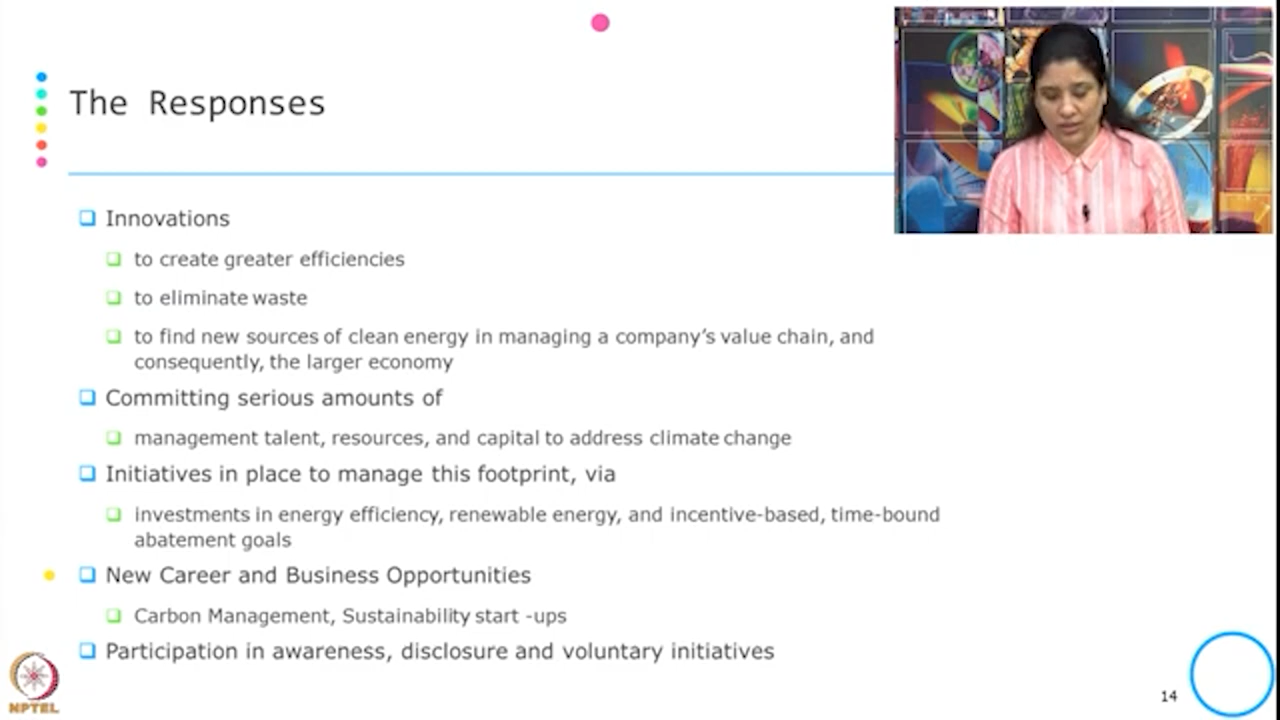 The Responses
Innovations
to create greater efficiencies
to eliminate waste
to find new sources of clean energy in managing a company's value chain, and
consequently, the larger economy
Committing serious amounts of
management talent, resources, and capital to address climate change
Initiatives in place to manage this footprint, via
investments in energy efficiency, renewable energy, and incentive-based, time-bound
abatement goals
New Career and Business Opportunities
Carbon Management, Sustainability start -ups
Participation in awareness, disclosure and voluntary initiatives
NPTEL
14